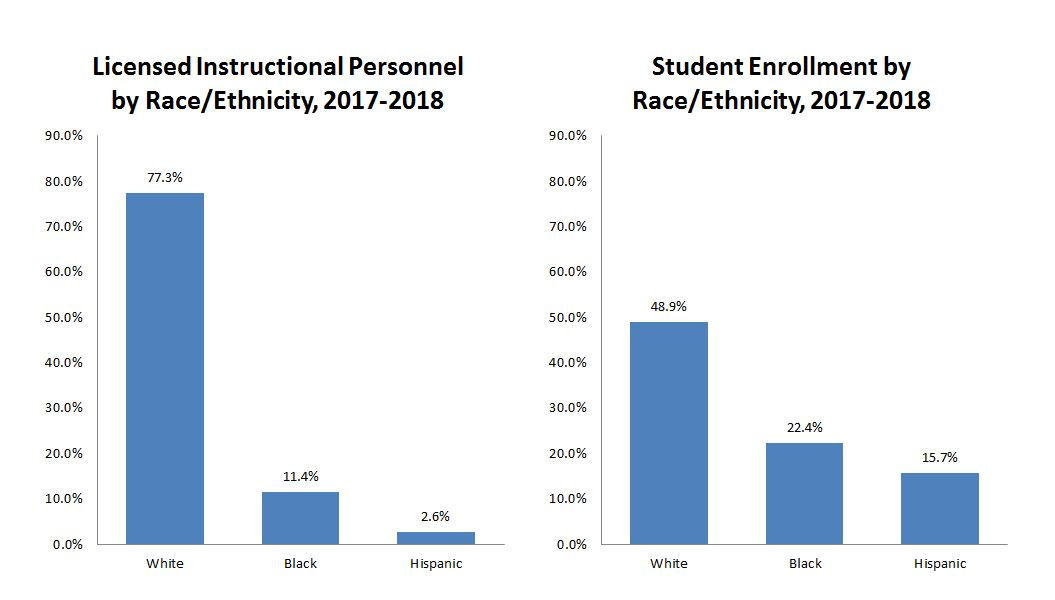 Licensed Instructional Personnel
by Race/Ethnicity, 2017-2018
90.0%
80.0%
70.0%
60.0%
50.0%
40.0%
30.0%
20.0%
10.0%
0.0%
77.3%
11.4%
2.6%
White
Black
Hispanic
Student Enrollment by
Race/Ethnicity, 2017-2018
90.0%
80.0%
70.0%
60.0%
50.0%
40.0%
30.0%
20.0%
10.0%
0.0%
48.9%
22.4%
15.7%
White
Black
Hispanic